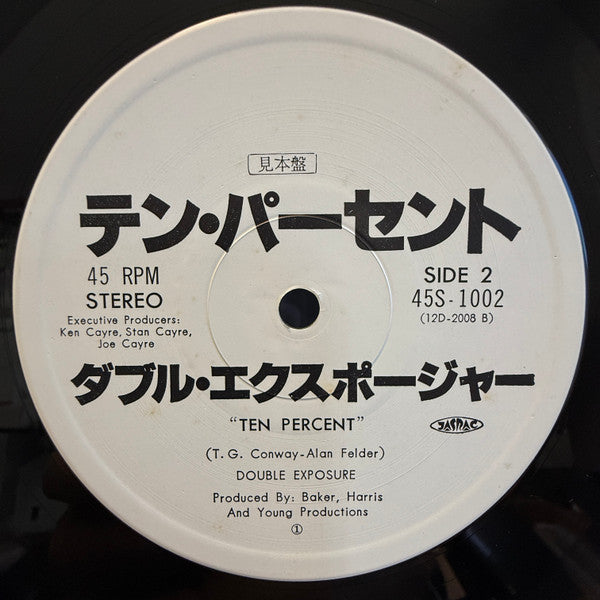 見本盤
テン・パーセント
45 RPM
STEREO
Executive Producers:
Ken Cayre, Stan Cayre,
Joe Cayre
SIDE 2
45S-1002
(12D-2008 B)
ダブル・エクスポージャー
"TEN PERCENT"
JASRAC
(T. G. Conway-Alan Felder)
DOUBLE EXPOSURE
Produced By: Baker, Harris
And Young Productions
①